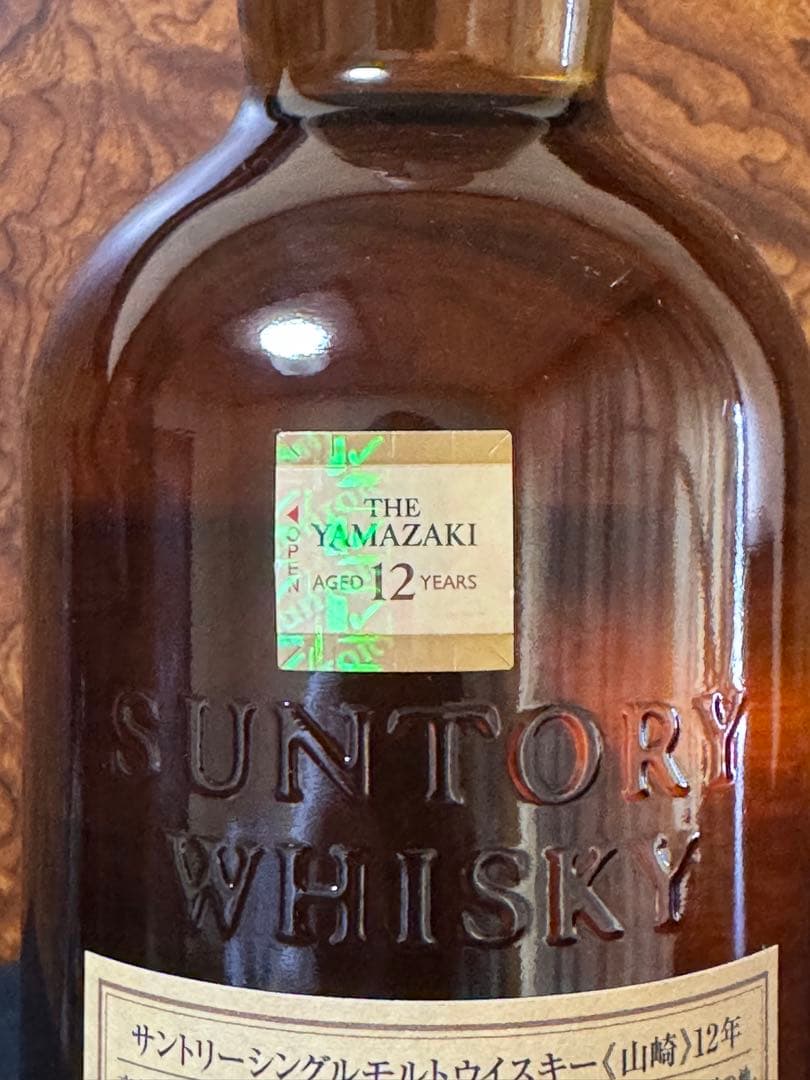 THE
YAMAZAKI
AGED 12 YEARS
OPEN
SUNTORY
WHISKY
サントリーシングルモルトウイスキー《山崎》12年